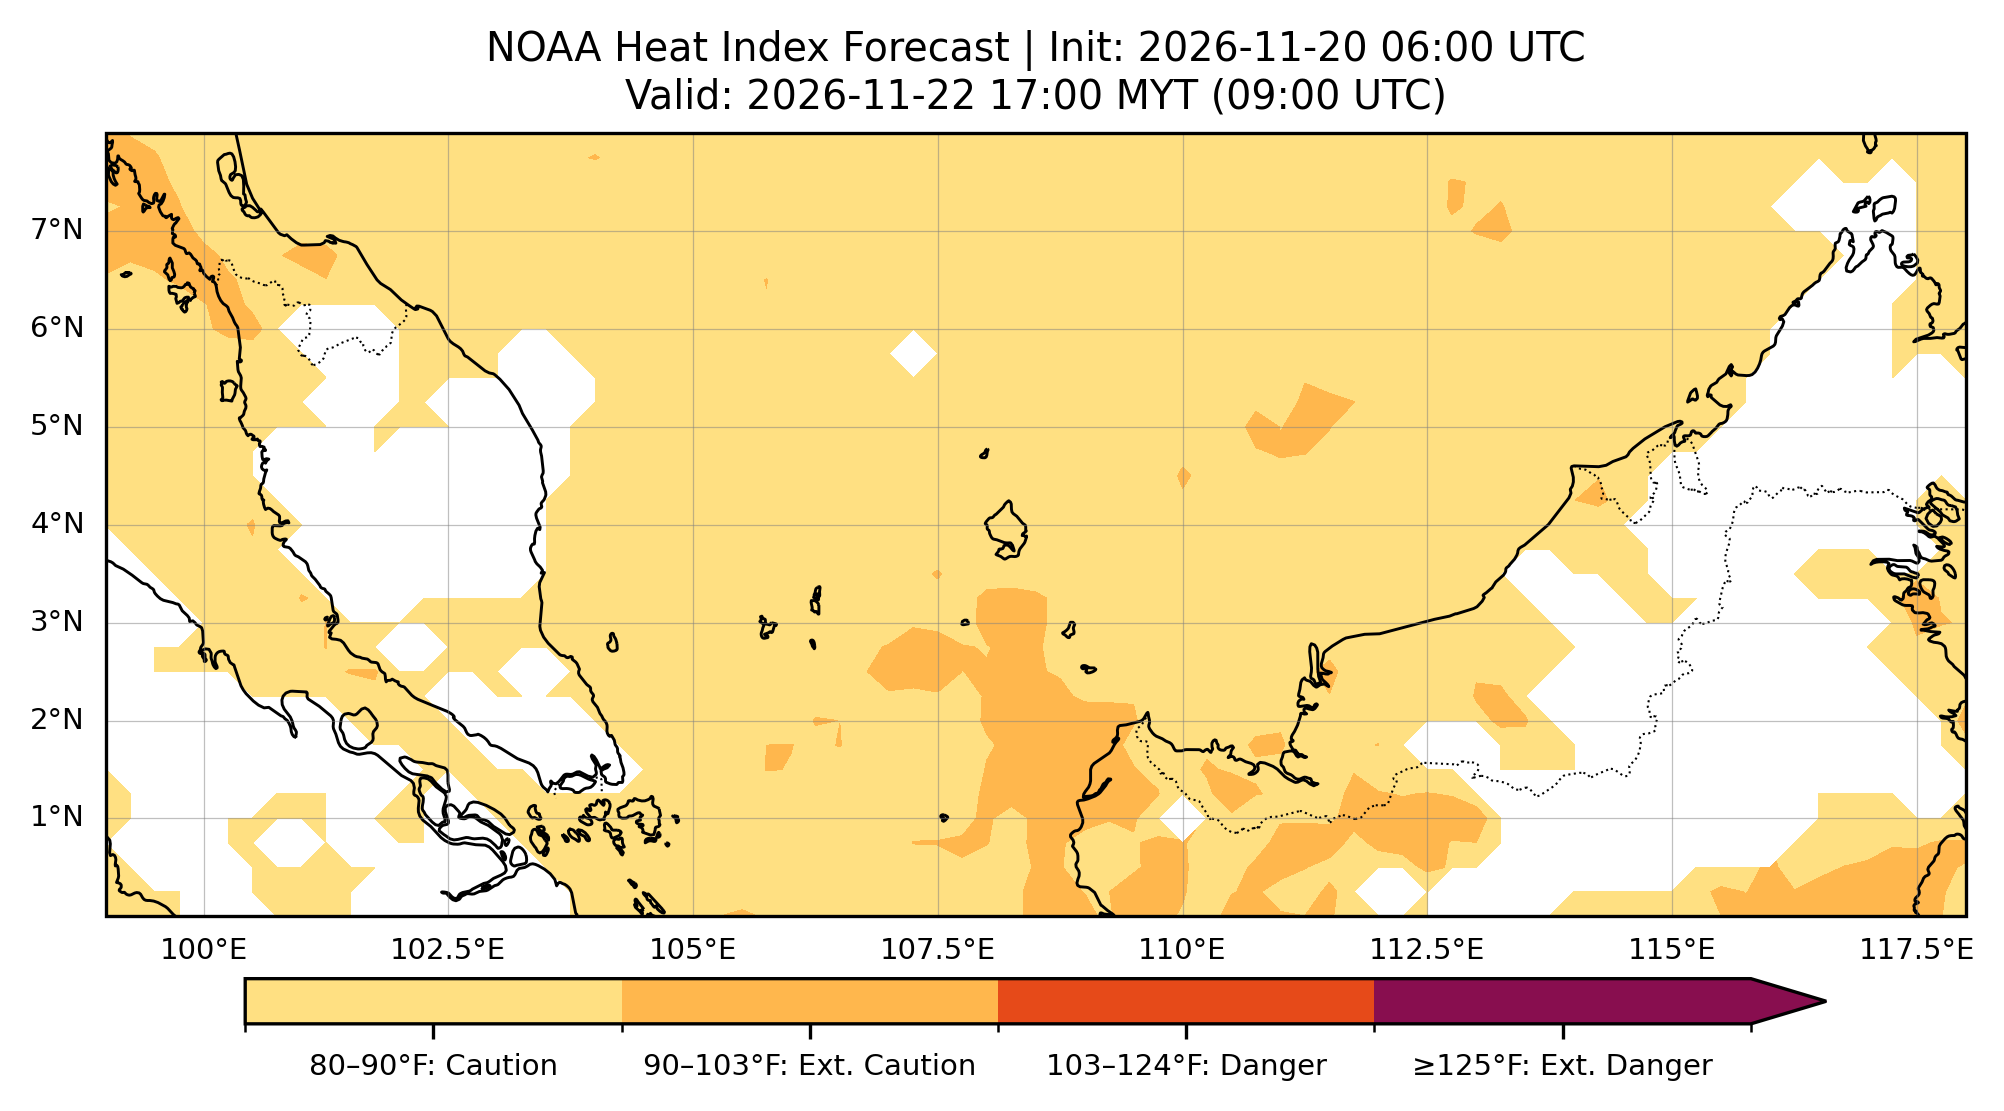 NOAA Heat Index Forecast | Init: 2026-11-20 06:00 UTC
Valid: 2026-11-22 17:00 MYT (09:00 UTC)
7°N
6°N
5°N
4°N
3°N
2°N
1°N
100°E
102.5°E
105°E
107.5°E
110°E
112.5°E
115°E
117.5°E
80–90°F: Caution
90–103°F: Ext. Caution
103–124°F: Danger
≥125°F: Ext. Danger